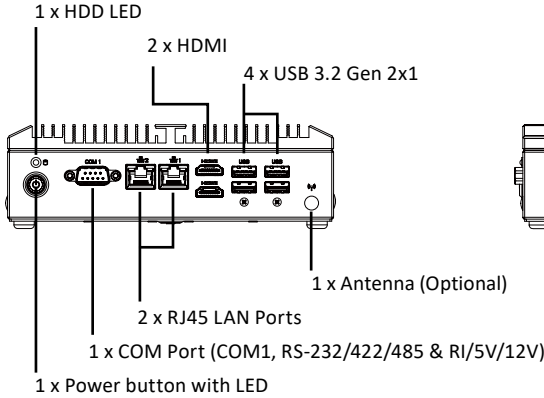 1 x HDD LED
2 x HDMI
4 x USB 3.2 Gen 2x1
COM 1
USB
USB
1 x Antenna (Optional)
2 x RJ45 LAN Ports
1 x COM Port (COM1, RS-232/422/485 & RI/5V/12V)
1 x Power button with LED